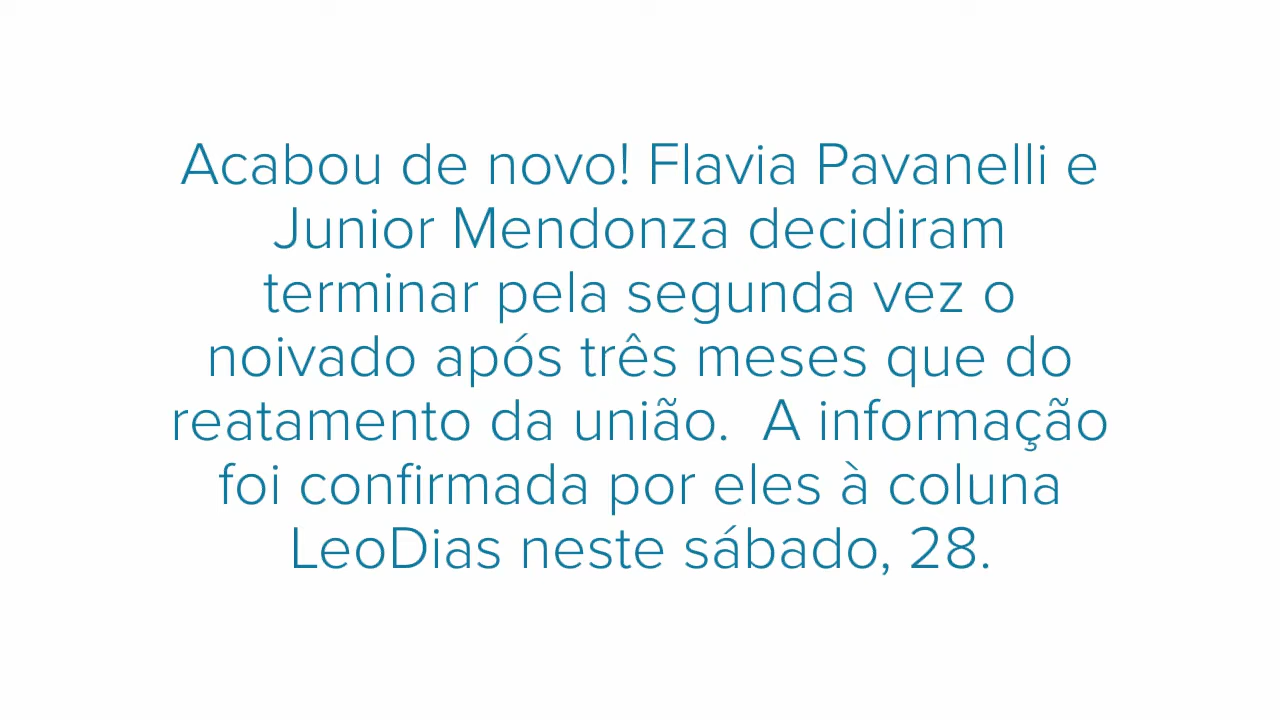 Acabou de novo! Flavia Pavanelli e
Junior Mendonza decidiram
terminar pela segunda vez o
noivado após três meses que do
reatamento da união.  A informação
foi confirmada por eles à coluna
LeoDias neste sábado, 28.